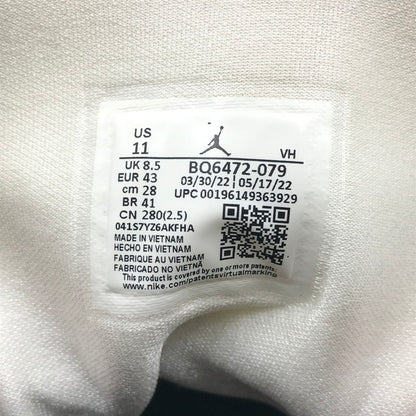 US
11
VH
UK 8.5
EUR 43
cm 28
BR 41
CN 280(2.5)
BQ6472-079
03/30/22 | 05/17/22
UPC 00196149363929
041S7YZ6AKFHA
MADE IN VIETNAM
HECHO EN VIETNAM
FABRIQUE AU VIETNAM
FABRICADO NO VIETNÃ
This product is covered by one or more patents:
www.nike.com/patentsvirtualmarking